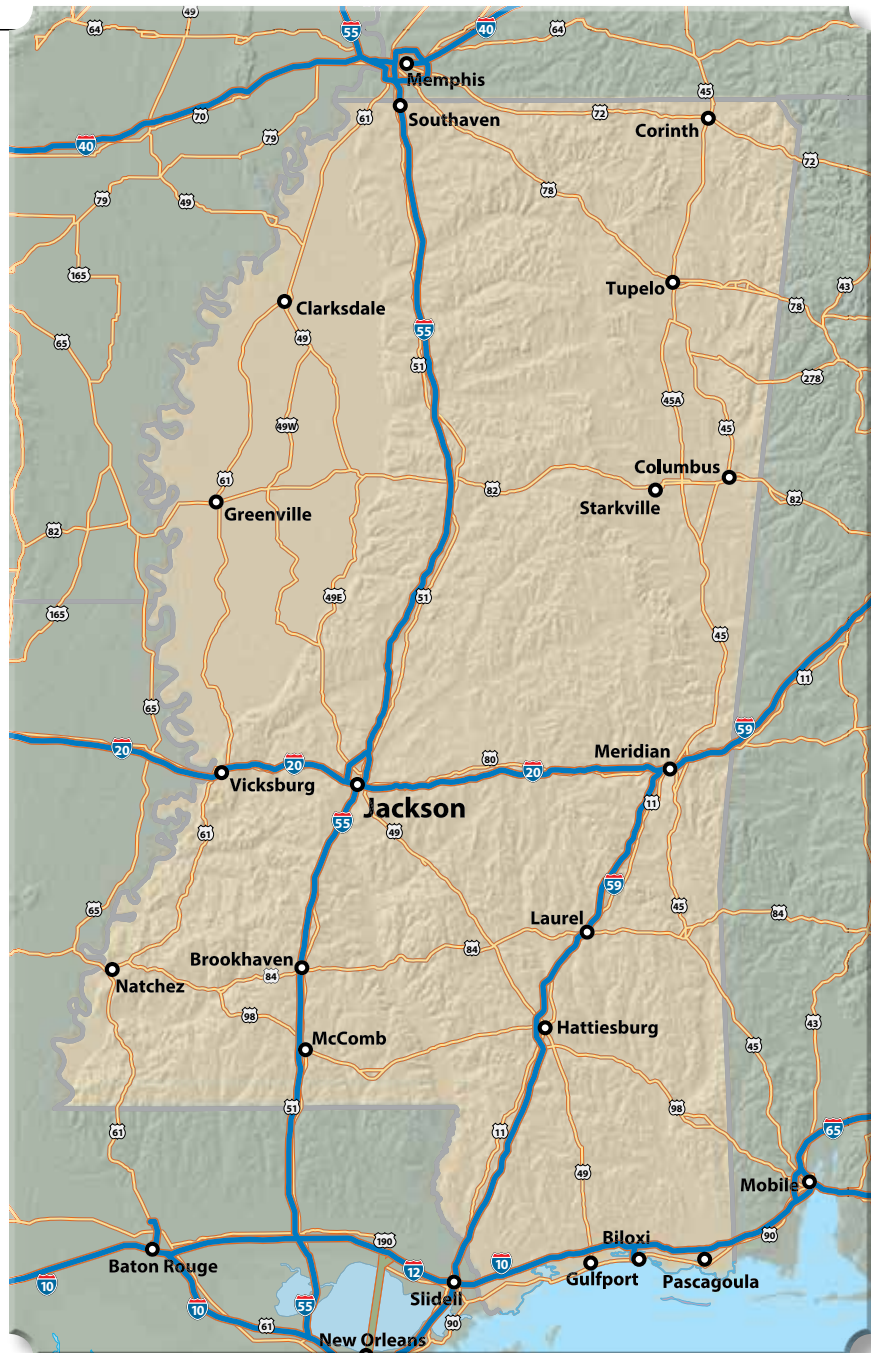 49
64
55
40
64
Memphis
45
70
61
Southaven
72
Corinth
40
79
72
78
79
49
165
Tupelo
43
Clarksdale
78
55
49
65
51
278
45A
49W
45
Columbus
61
82
82
Starkville
Greenville
82
49E
51
165
45
11
65
59
20
Meridian
80
20
20
Vicksburg
11
Jackson
55
49
61
59
65
45
84
Laurel
84
Brookhaven
84
Natchez
98
43
Hattiesburg
McComb
45
51
98
61
11
65
49
Mobile
90
Biloxi
190
10
Baton Rouge
12
Gulfport
Pascagoula
10
Slidell
55
10
61
90
New Orleans